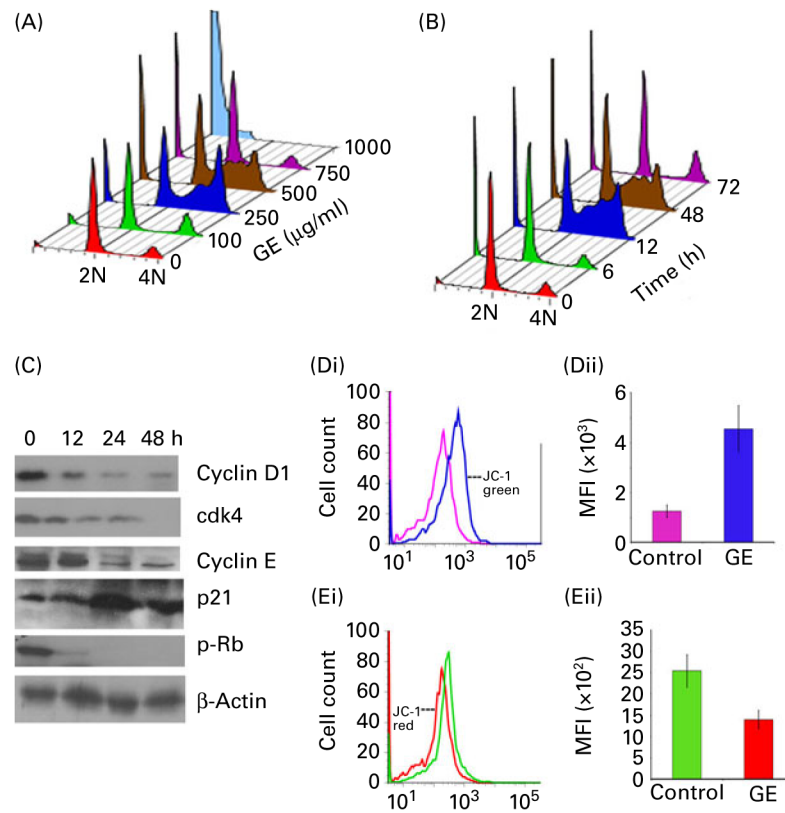 (A)
1000
750
500
250
100
0
GE (µg/ml)
2N
4N
(B)
72
48
12
6
0
Time (h)
2N
4N
(C)
0 12 24 48 h
Cyclin D1
cdk4
Cyclin E
p21
p-Rb
β-Actin
(Di)
100
80
60
40
20
0
Cell count
JC-1
green
10¹ 10³ 10⁵
(Dii)
6
4
2
0
MFI (×10³)
Control GE
(Ei)
100
80
60
40
20
0
Cell count
JC-1
red
10¹ 10³ 10⁵
(Eii)
35
30
25
20
15
10
5
0
MFI (×10²)
Control GE